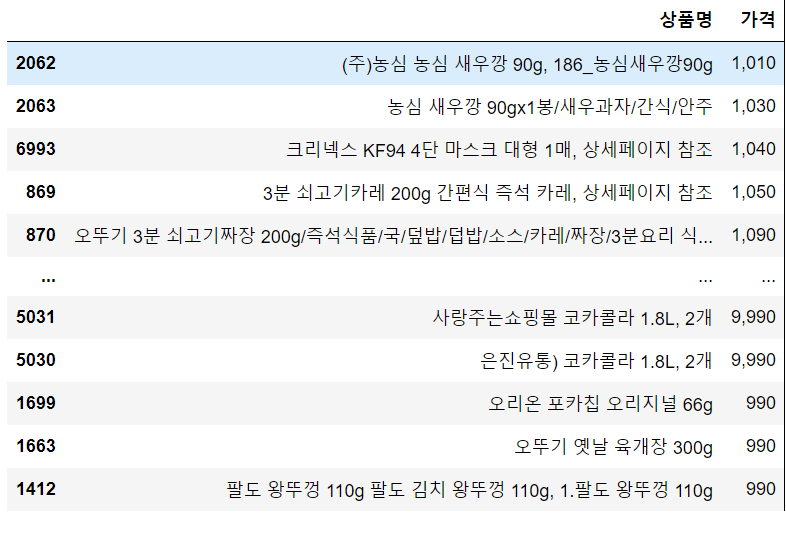 상품명 가격
2062 (주)농심 농심 새우깡 90g, 186_농심새우깡90g 1,010
2063 농심 새우깡 90gx1봉/새우과자/간식/안주 1,030
6993 크리넥스 KF94 4단 마스크 대형 1매, 상세페이지 참조 1,040
869 3분 쇠고기카레 200g 간편식 즉석 카레, 상세페이지 참조 1,050
870 오뚜기 3분 쇠고기짜장 200g/즉석식품/국/덮밥/덥밥/소스/카레/짜장/3분요리 식... 1,090
... ... ...
5031 사랑주는쇼핑몰 코카콜라 1.8L, 2개 9,990
5030 은진유통) 코카콜라 1.8L, 2개 9,990
1699 오리온 포카칩 오리지널 66g 990
1663 오뚜기 옛날 육개장 300g 990
1412 팔도 왕뚜껑 110g 팔도 김치 왕뚜껑 110g, 1.팔도 왕뚜껑 110g 990